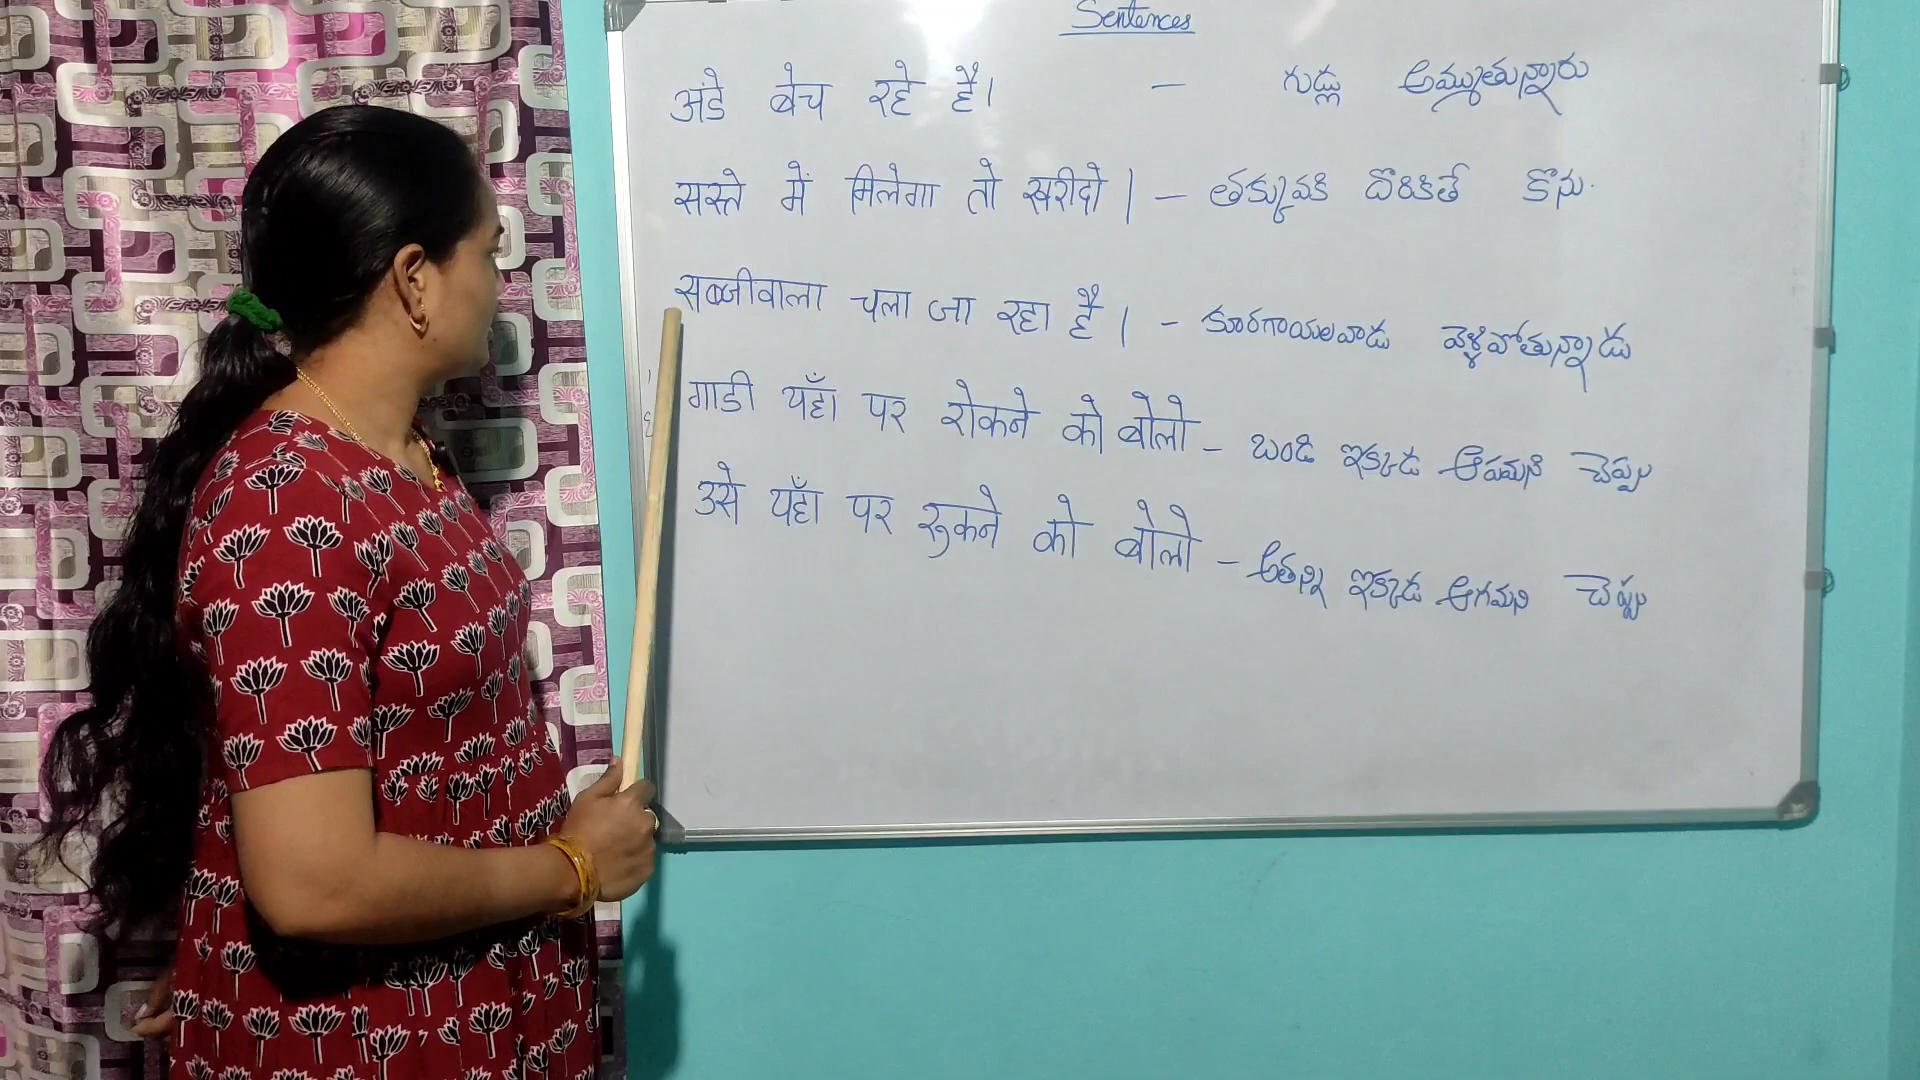 Sentences
अंडे बेच रहे है। — గుడ్లు అమ్ముతున్నారు
सस्ते में मिलेगा तो खरीदो। — తక్కువకి దొరికితే కొను.
सब्जीवाला चला जा रहा है। - కూరగాయలవాడు వెళ్ళిపోతున్నాడు
गाडी यहाँ पर रोकने को बोलो - బండి ఇక్కడ ఆపమని చెప్పు
उसे यहाँ पर रुकने को बोलो - అతన్ని ఇక్కడ ఆగమని చెప్పు